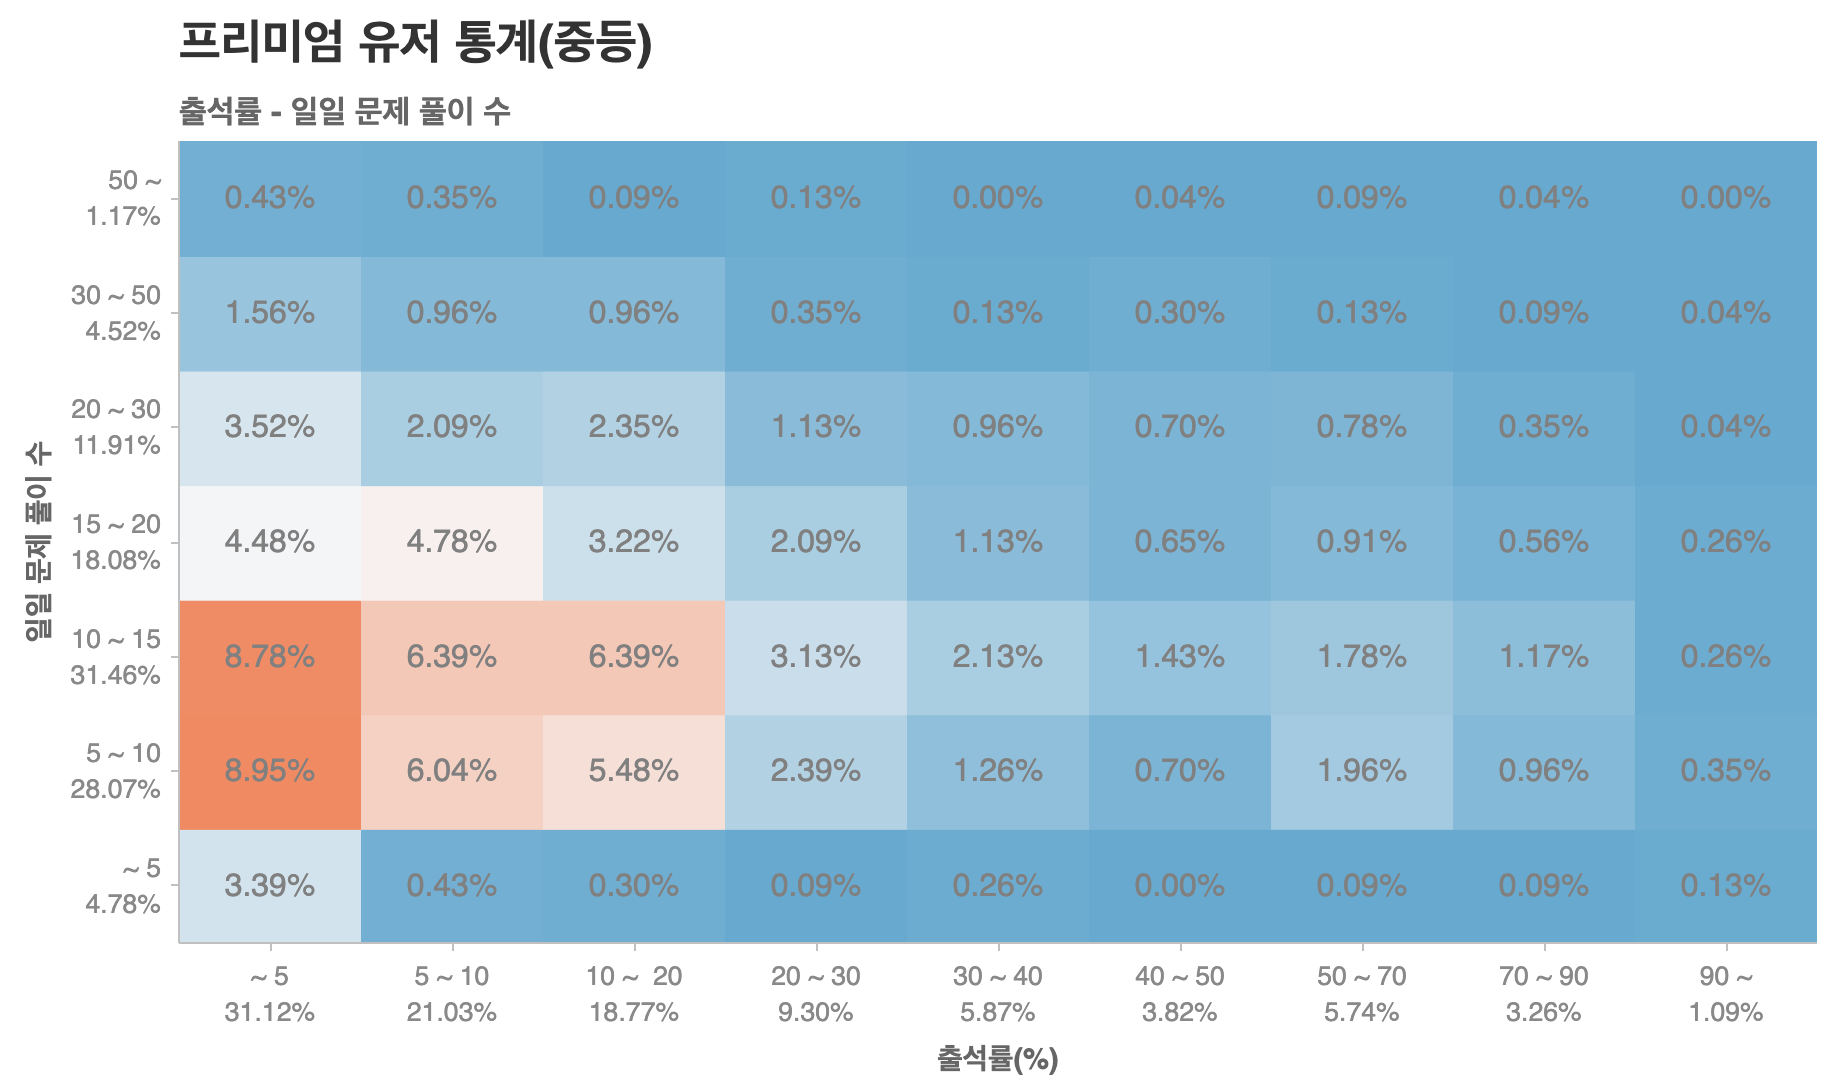 프리미엄 유저 통계(중등)
출석률 - 일일 문제 풀이 수
일일 문제 풀이 수
50 ~
1.17%
0.43% 0.35% 0.09% 0.13% 0.00% 0.04% 0.09% 0.04% 0.00%
30 ~ 50
4.52%
1.56% 0.96% 0.96% 0.35% 0.13% 0.30% 0.13% 0.09% 0.04%
20 ~ 30
11.91%
3.52% 2.09% 2.35% 1.13% 0.96% 0.70% 0.78% 0.35% 0.04%
15 ~ 20
18.08%
4.48% 4.78% 3.22% 2.09% 1.13% 0.65% 0.91% 0.56% 0.26%
10 ~ 15
31.46%
8.78% 6.39% 6.39% 3.13% 2.13% 1.43% 1.78% 1.17% 0.26%
5 ~ 10
28.07%
8.95% 6.04% 5.48% 2.39% 1.26% 0.70% 1.96% 0.96% 0.35%
~ 5
4.78%
3.39% 0.43% 0.30% 0.09% 0.26% 0.00% 0.09% 0.09% 0.13%
~ 5 5 ~ 10 10 ~ 20 20 ~ 30 30 ~ 40 40 ~ 50 50 ~ 70 70 ~ 90 90 ~
31.12% 21.03% 18.77% 9.30% 5.87% 3.82% 5.74% 3.26% 1.09%
출석률(%)